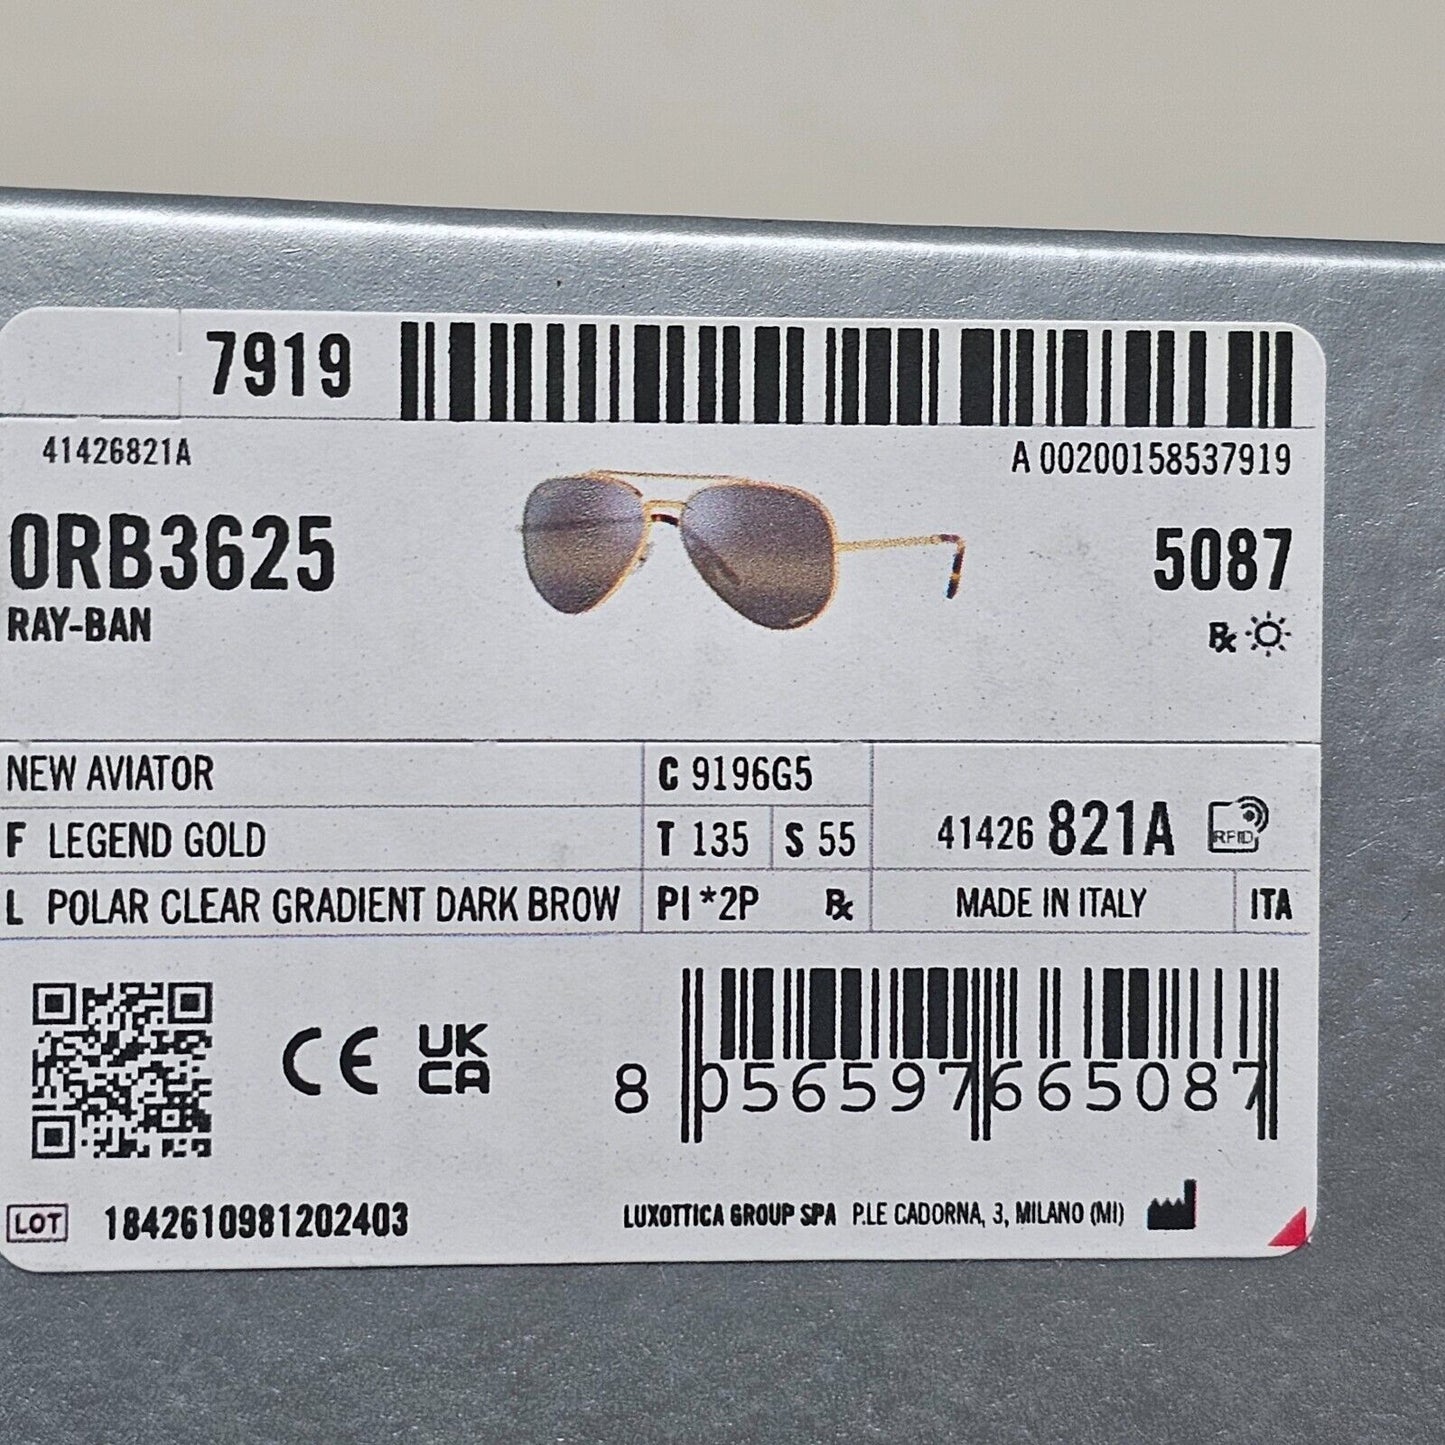 7919
41426821A
A 00200158537919
0RB3625
5087
RAY-BAN
Rx
NEW AVIATOR
C 9196G5
F LEGEND GOLD
T 135
S 55
41426 821A
RFID
L POLAR CLEAR GRADIENT DARK BROW
PI *2P
Rx
MADE IN ITALY
ITA
CE
UK
CA
8 056597 665087
LOT
1842610981202403
LUXOTTICA GROUP SPA P.LE CADORNA, 3, MILANO (MI)